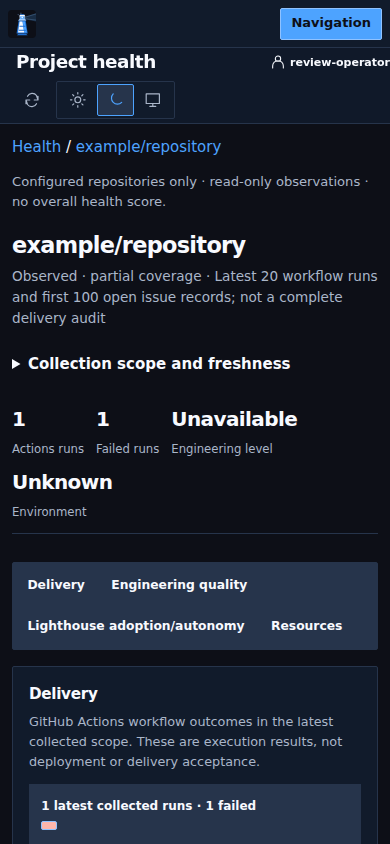 Navigation
Project health
review-operator
Health / example/repository
Configured repositories only · read-only observations ·
no overall health score.
example/repository
Observed · partial coverage · Latest 20 workflow runs
and first 100 open issue records; not a complete
delivery audit
Collection scope and freshness
1 1 Unavailable
Actions runs Failed runs Engineering level
Unknown
Environment
Delivery Engineering quality
Lighthouse adoption/autonomy Resources
Delivery
GitHub Actions workflow outcomes in the latest
collected scope. These are execution results, not
deployment or delivery acceptance.
1 latest collected runs · 1 failed